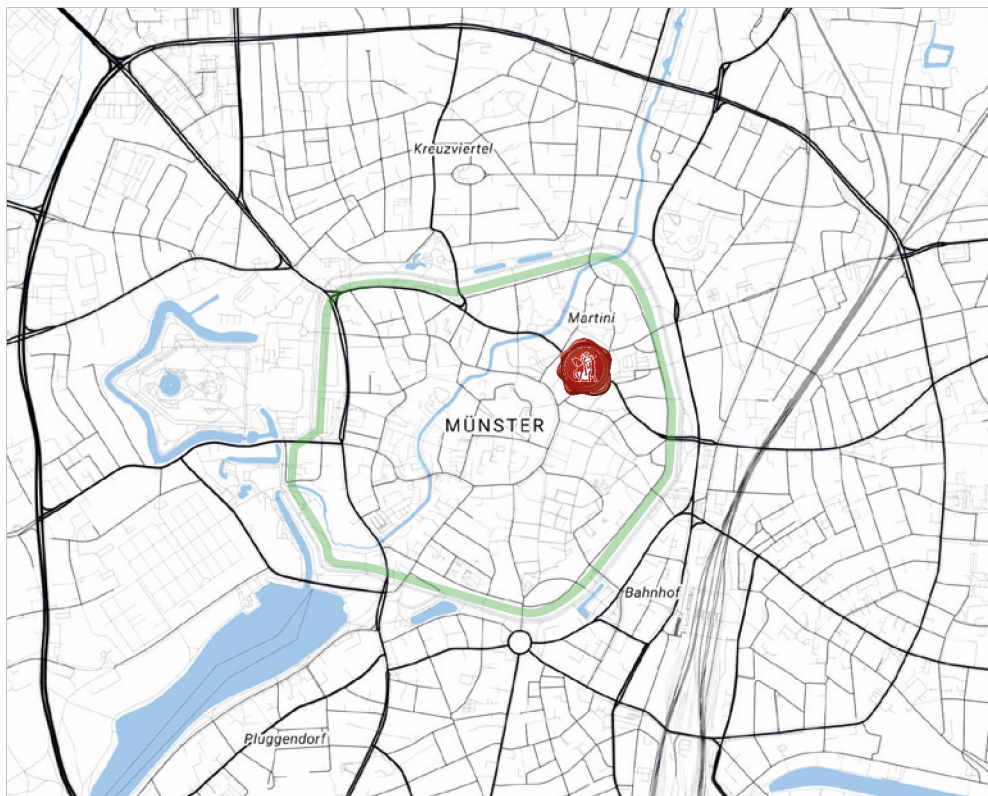 Kreuzviertel
Martini
MÜNSTER
Bahnhof
Pluggendorf